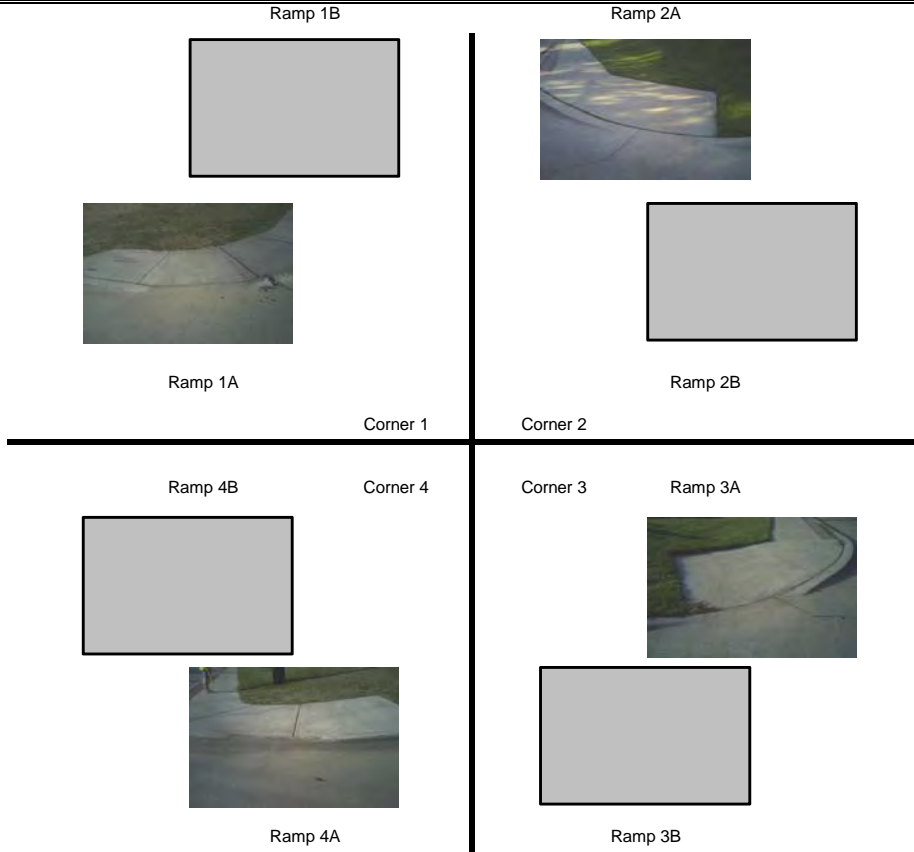 Ramp 1B
Ramp 2A
Ramp 1A
Ramp 2B
Corner 1
Corner 2
Ramp 4B
Corner 4
Corner 3
Ramp 3A
Ramp 4A
Ramp 3B